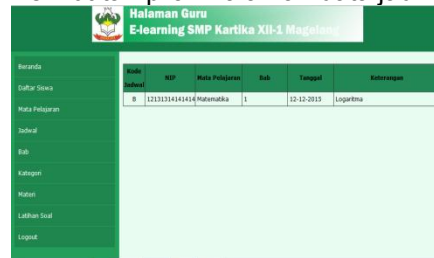 Halaman Guru
E-learning SMP Kartika XII-1 Magelang
Beranda
Daftar Siswa
Mata Pelajaran
Jadwal
Bab
Kategori
Materi
Latihan Soal
Logout
Kode Jadwal NIP Mata Pelajaran Bab Tanggal Keterangan
B 12131314141414 Matematika 1 12-12-2015 Logaritma